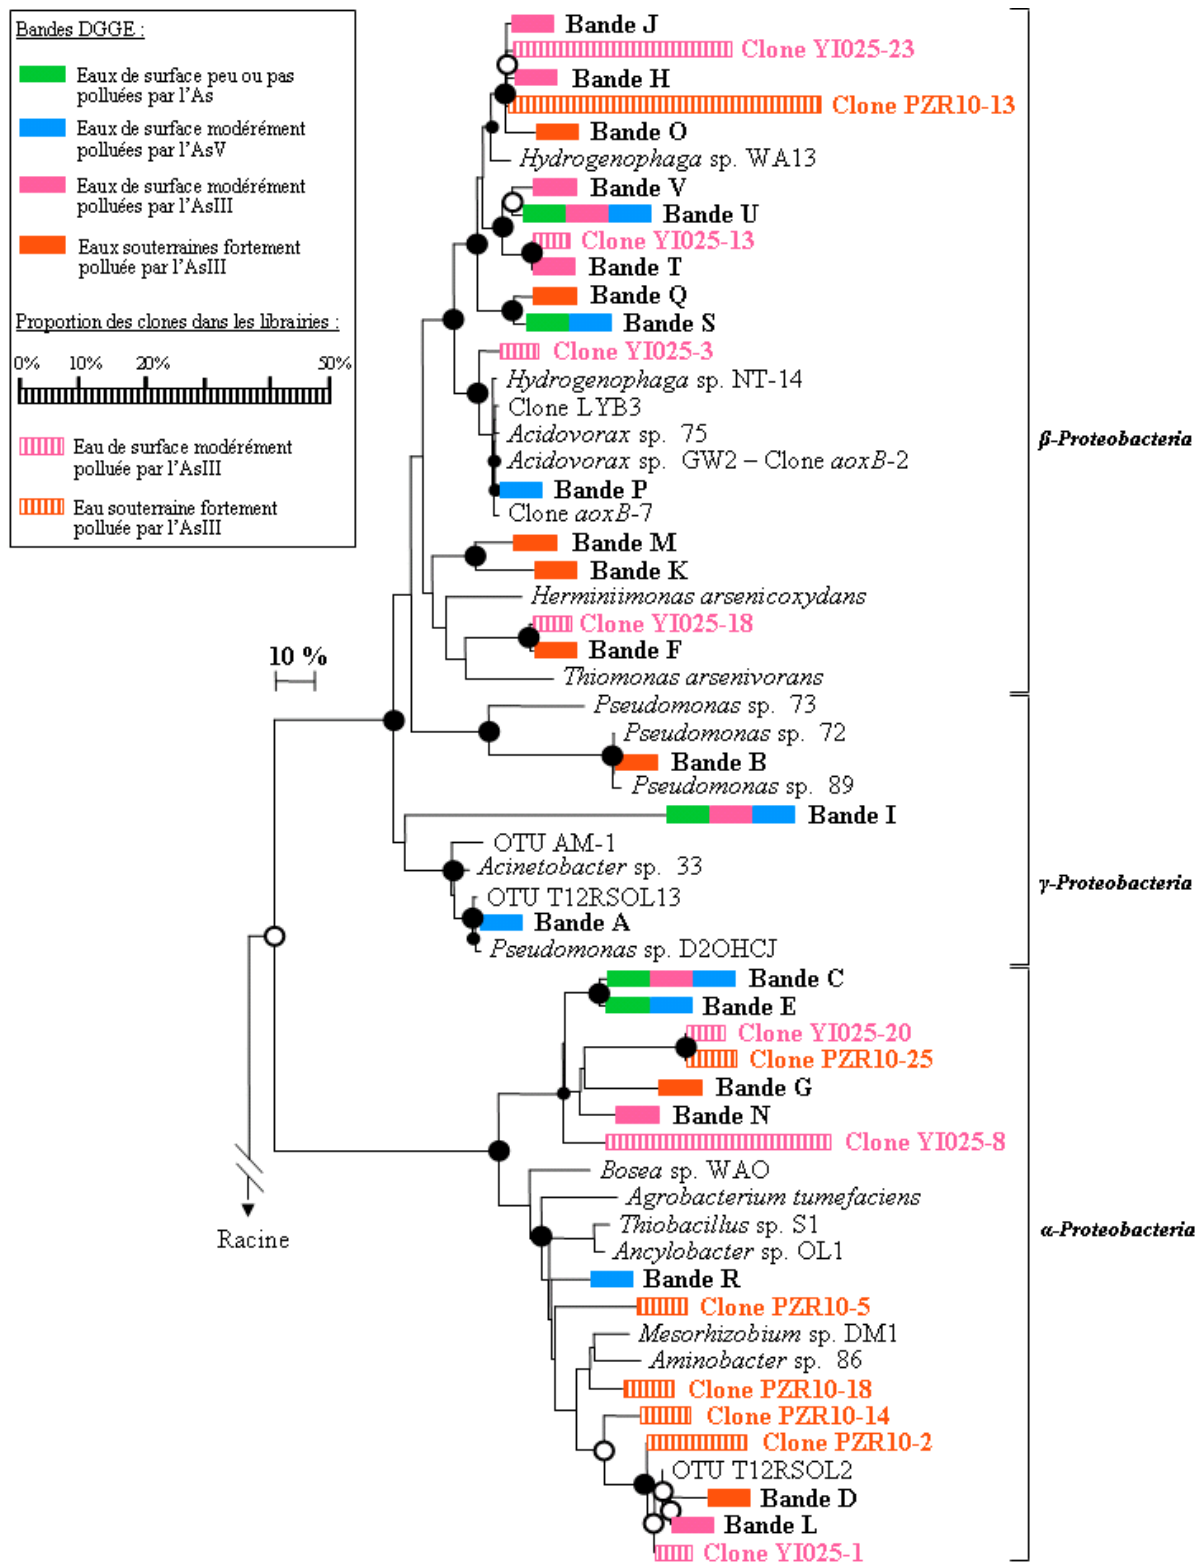 Bandes DGGE :
Eaux de surface peu ou pas
polluées par l'As
Eaux de surface modérément
polluées par l'AsV
Eaux de surface modérément
polluées par l'AsIII
Eaux souterraines fortement
polluée par l'AsIII
Proportion des clones dans les librairies :
0% 10% 20% 50%
Eau de surface modérément
polluée par l'AsIII
Eau souterraine fortement
polluée par l'AsIII
10 %
Racine
Bande J
Clone YI025-23
Bande H
Clone PZR10-13
Bande O
Hydrogenophaga sp. WA13
Bande V
Bande U
Clone YI025-13
Bande T
Bande Q
Bande S
Clone YI025-3
Hydrogenophaga sp. NT-14
Clone LYB3
Acidovorax sp. 75
Acidovorax sp. GW2 – Clone aoxB-2
Bande P
Clone aoxB-7
Bande M
Bande K
Herminiimonas arsenicoxydans
Clone YI025-18
Bande F
Thiomonas arsenivorans
β-Proteobacteria
Pseudomonas sp. 73
Pseudomonas sp. 72
Bande B
Pseudomonas sp. 89
Bande I
OTU AM-1
Acinetobacter sp. 33
OTU T12RSOL13
Bande A
Pseudomonas sp. D2OHCJ
γ-Proteobacteria
Bande C
Bande E
Clone YI025-20
Clone PZR10-25
Bande G
Bande N
Clone YI025-8
Bosea sp. WAO
Agrobacterium tumefaciens
Thiobacillus sp. S1
Ancylobacter sp. OL1
Bande R
Clone PZR10-5
Mesorhizobium sp. DM1
Aminobacter sp. 86
Clone PZR10-18
Clone PZR10-14
Clone PZR10-2
OTU T12RSOL2
Bande D
Bande L
Clone YI025-1
α-Proteobacteria